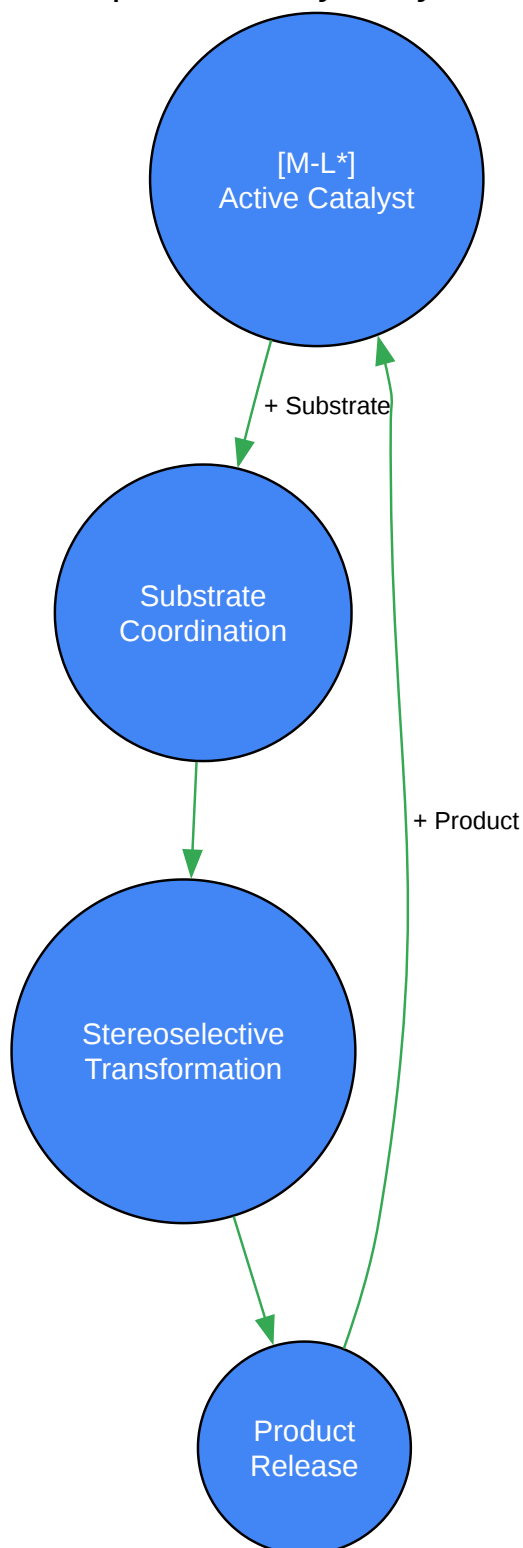 [M-L*]
Active Catalyst
+ Substrate
Substrate
Coordination
+ Product
Stereoselective
Transformation
Product
Release